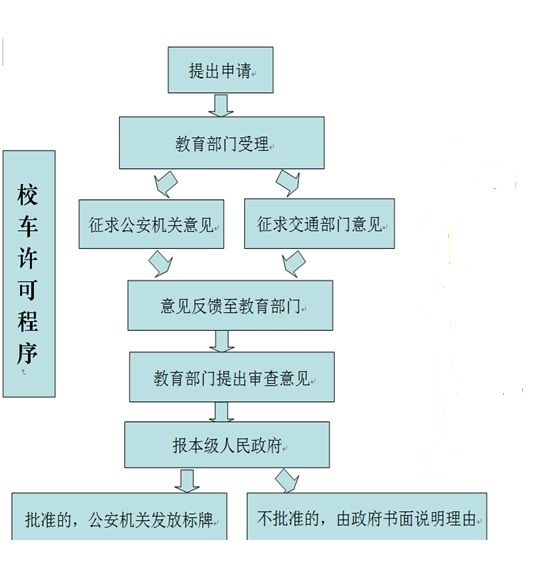 提出申请
教育部门受理
校车许可程序
征求公安机关意见
征求交通部门意见
意见反馈至教育部门
教育部门提出审查意见
报本级人民政府
批准的，公安机关发放标牌
不批准的，由政府书面说明理由